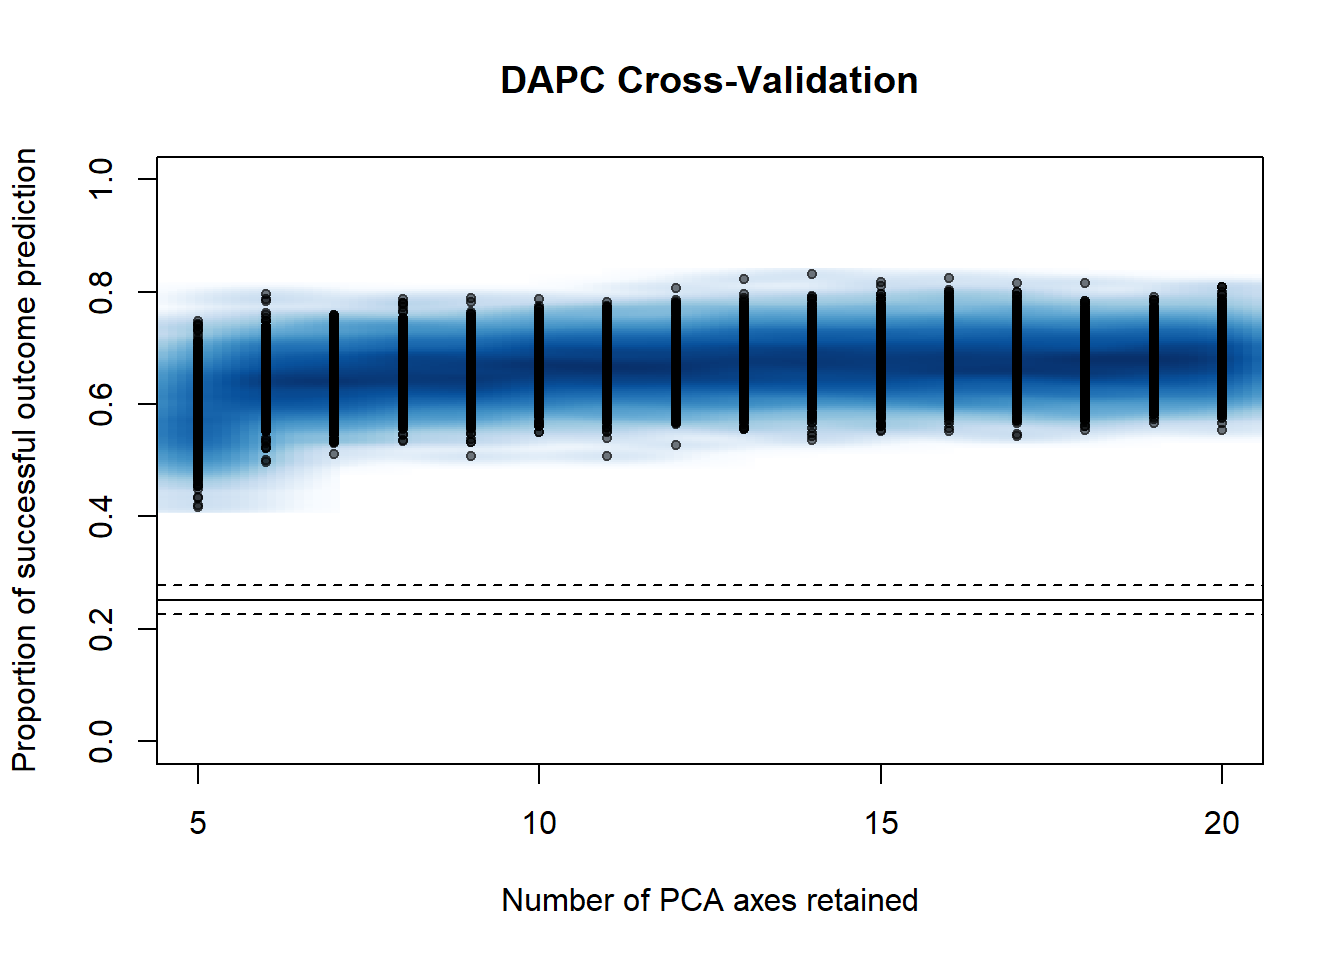 DAPC Cross-Validation
Proportion of successful outcome prediction
1.0
0.8
0.6
0.4
0.2
0.0
5 10 15 20
Number of PCA axes retained